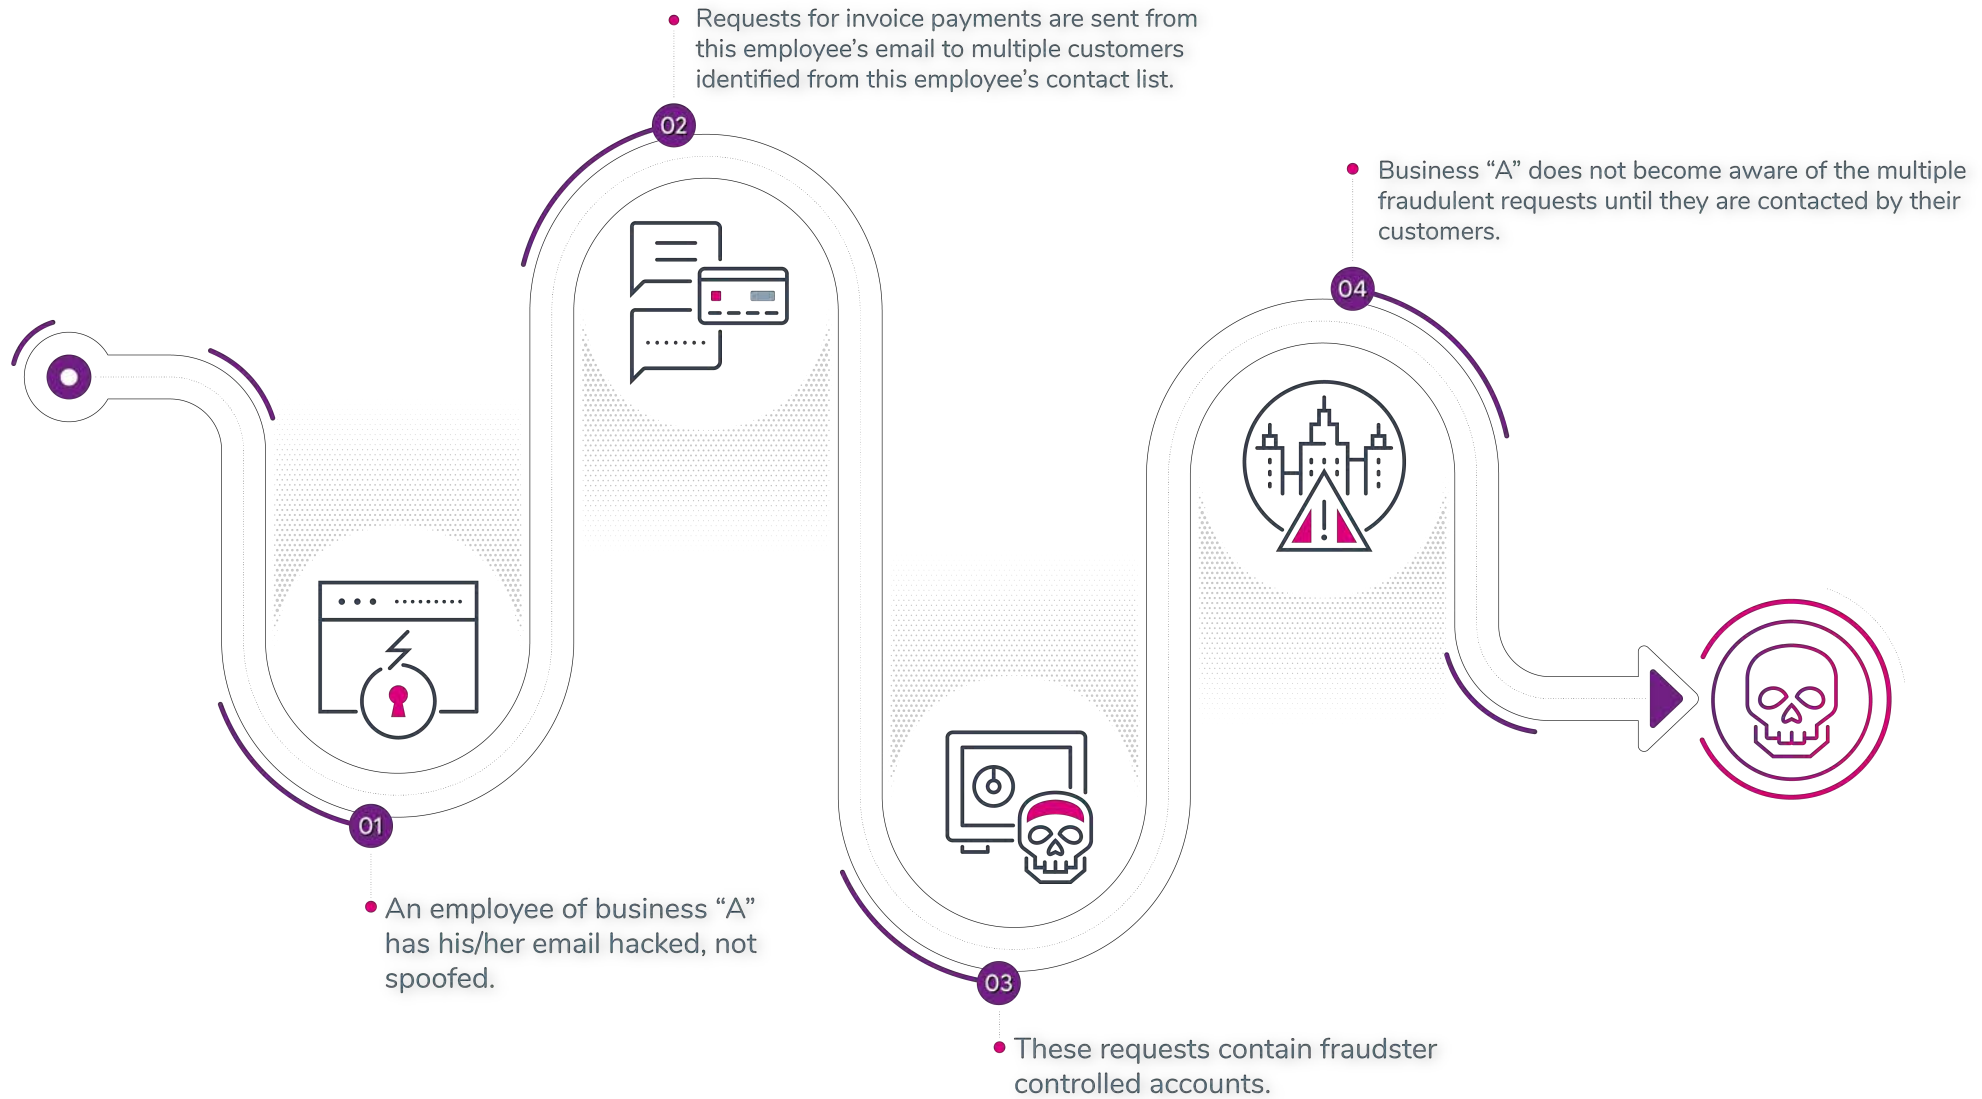 01
An employee of business “A”
has his/her email hacked, not
spoofed.
02
Requests for invoice payments are sent from
this employee’s email to multiple customers
identified from this employee’s contact list.
03
These requests contain fraudster
controlled accounts.
04
Business “A” does not become aware of the multiple
fraudulent requests until they are contacted by their
customers.